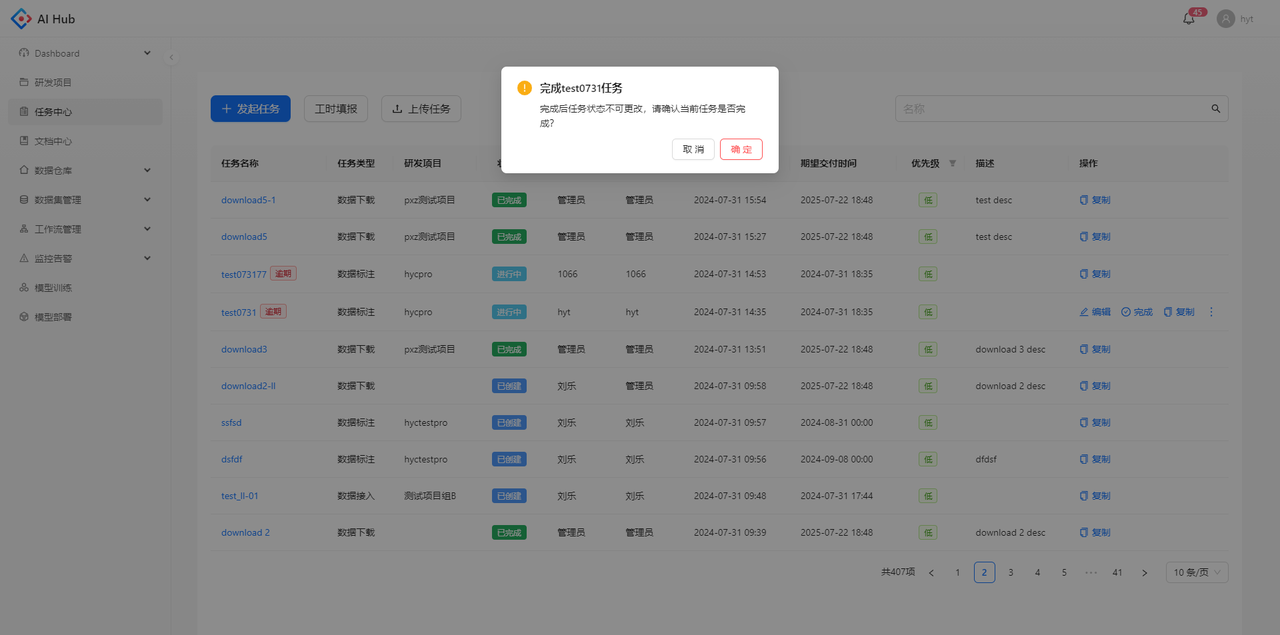 AI Hub
45
hyt
Dashboard
研发项目
任务中心
文档中心
数据仓库
数据集管理
工作流管理
监控告警
模型训练
模型部署
完成test0731任务
完成后任务状态不可更改，请确认当前任务是否完
成？
取 消 确 定
发起任务 工时填报 上传任务 名称
任务名称 任务类型 研发项目 期望交付时间 优先级 描述 操作
download5-1 数据下载 pxz测试项目 已完成 管理员 管理员 2024-07-31 15:54 2025-07-22 18:48 低 test desc 复制
download5 数据下载 pxz测试项目 已完成 管理员 管理员 2024-07-31 15:27 2025-07-22 18:48 低 test desc 复制
test073177 逾期 数据标注 hycpro 进行中 1066 1066 2024-07-31 14:53 2024-07-31 18:35 低 复制
test0731 逾期 数据标注 hycpro 进行中 hyt hyt 2024-07-31 14:35 2024-07-31 18:35 低 编辑 完成 复制
download3 数据下载 pxz测试项目 已完成 管理员 管理员 2024-07-31 13:51 2025-07-22 18:48 低 download 3 desc 复制
download2-II 数据下载 已创建 刘乐 管理员 2024-07-31 09:58 2025-07-22 18:48 低 download 2 desc 复制
ssfsd 数据标注 hyctestpro 已创建 刘乐 刘乐 2024-07-31 09:57 2024-08-31 00:00 低 复制
dsfdf 数据标注 hyctestpro 已创建 刘乐 刘乐 2024-07-31 09:56 2024-09-08 00:00 低 dfdsf 复制
test_ll-01 数据接入 测试项目组B 已创建 刘乐 刘乐 2024-07-31 09:48 2024-07-31 17:44 低 复制
download 2 数据下载 已完成 管理员 管理员 2024-07-31 09:39 2025-07-22 18:48 低 download 2 desc 复制
共407项 < 1 2 3 4 5 ··· 41 > 10 条/页